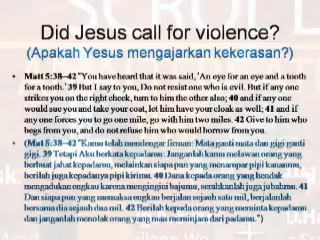 Did Jesus call for violence?
(Apakah Yesus mengajarkan kekerasan?)
• Matt 5:38–42 “You have heard that it was said, 'An eye for an eye and a tooth
for a tooth.' 39 But I say to you, Do not resist one who is evil. But if any one
strikes you on the right cheek, turn to him the other also; 40 and if any one
would sue you and take your coat, let him have your cloak as well; 41 and if
any one forces you to go one mile, go with him two miles. 42 Give to him who
begs from you, and do not refuse him who would borrow from you.
• (Mat 5:38–42 “Kamu telah mendengar firman: Mata ganti mata dan gigi ganti
gigi. 39 Tetapi Aku berkata kepadamu: Janganlah kamu melawan orang yang
berbuat jahat kepadamu, melainkan siapa pun yang menampar pipi kananmu,
berilah juga kepadanya pipi kirimu. 40 Dan kepada orang yang hendak
mengadukan engkau karena mengingini bajumu, serahkanlah juga jubahmu. 41
Dan siapa pun yang memaksa engkau berjalan sejauh satu mil, berjalanlah
bersama dia sejauh dua mil. 42 Berilah kepada orang yang meminta kepadamu
dan janganlah menolak orang yang mau meminjam dari padamu.”)